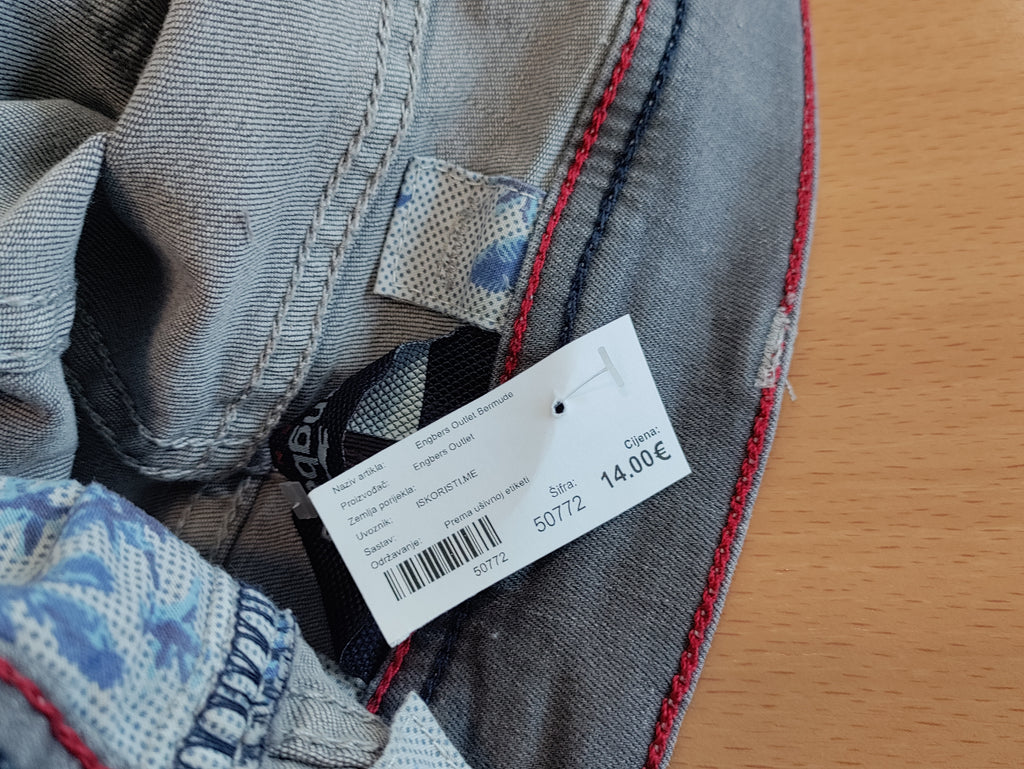 Naziv artikla: Engbers Outlet Bermude
Proizvođač: Engbers Outlet
Zemlja porijekla:
Uvoznik: ISKORISTI.ME
Sastav:
Održavanje: Prema ušivnoj etiketi
50772
Šifra:
50772
Cijena:
14.00€